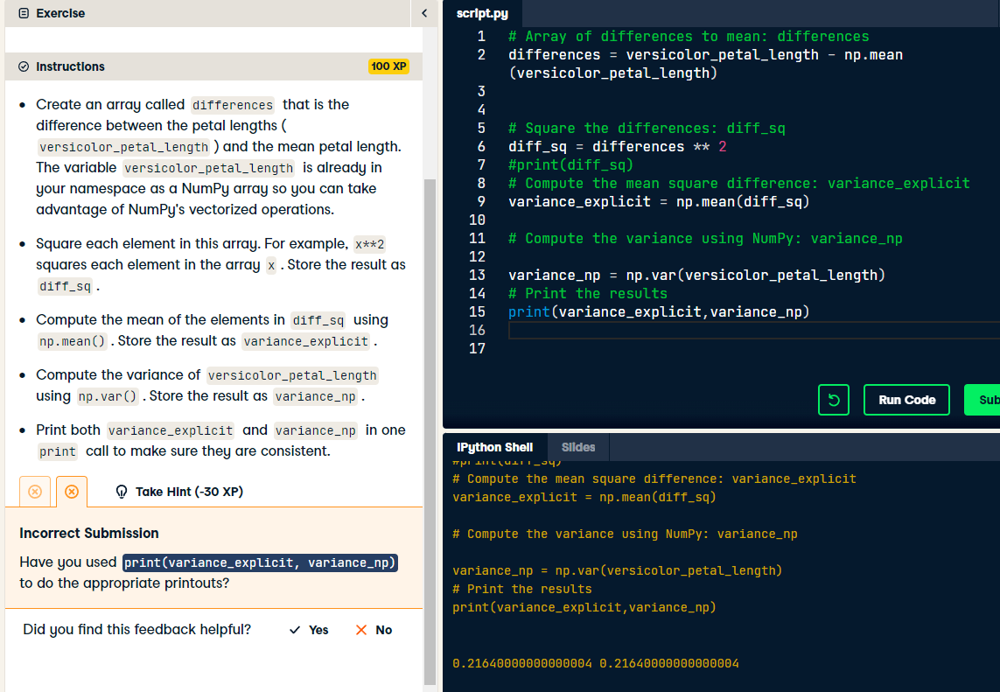 Exercise
Instructions
100 XP
Create an array called differences that is the
difference between the petal lengths (
versicolor_petal_length ) and the mean petal length.
The variable versicolor_petal_length is already in
your namespace as a NumPy array so you can take
advantage of NumPy's vectorized operations.
Square each element in this array. For example, x**2
squares each element in the array x . Store the result as
diff_sq .
Compute the mean of the elements in diff_sq using
np.mean() . Store the result as variance_explicit .
Compute the variance of versicolor_petal_length
using np.var() . Store the result as variance_np .
Print both variance_explicit and variance_np in one
print call to make sure they are consistent.
Take Hint (-30 XP)
Incorrect Submission
Have you used print(variance_explicit, variance_np)
to do the appropriate printouts?
Did you find this feedback helpful?
Yes
No
script.py
1 # Array of differences to mean: differences
2 differences = versicolor_petal_length - np.mean
(versicolor_petal_length)
3
4
5 # Square the differences: diff_sq
6 diff_sq = differences ** 2
7 #print(diff_sq)
8 # Compute the mean square difference: variance_explicit
9 variance_explicit = np.mean(diff_sq)
10
11 # Compute the variance using NumPy: variance_np
12
13 variance_np = np.var(versicolor_petal_length)
14 # Print the results
15 print(variance_explicit,variance_np)
16
17
Run Code
Sub
IPython Shell
Slides
#print(diff_sq)
# Compute the mean square difference: variance_explicit
variance_explicit = np.mean(diff_sq)
# Compute the variance using NumPy: variance_np
variance_np = np.var(versicolor_petal_length)
# Print the results
print(variance_explicit,variance_np)
0.21640000000000004 0.21640000000000004